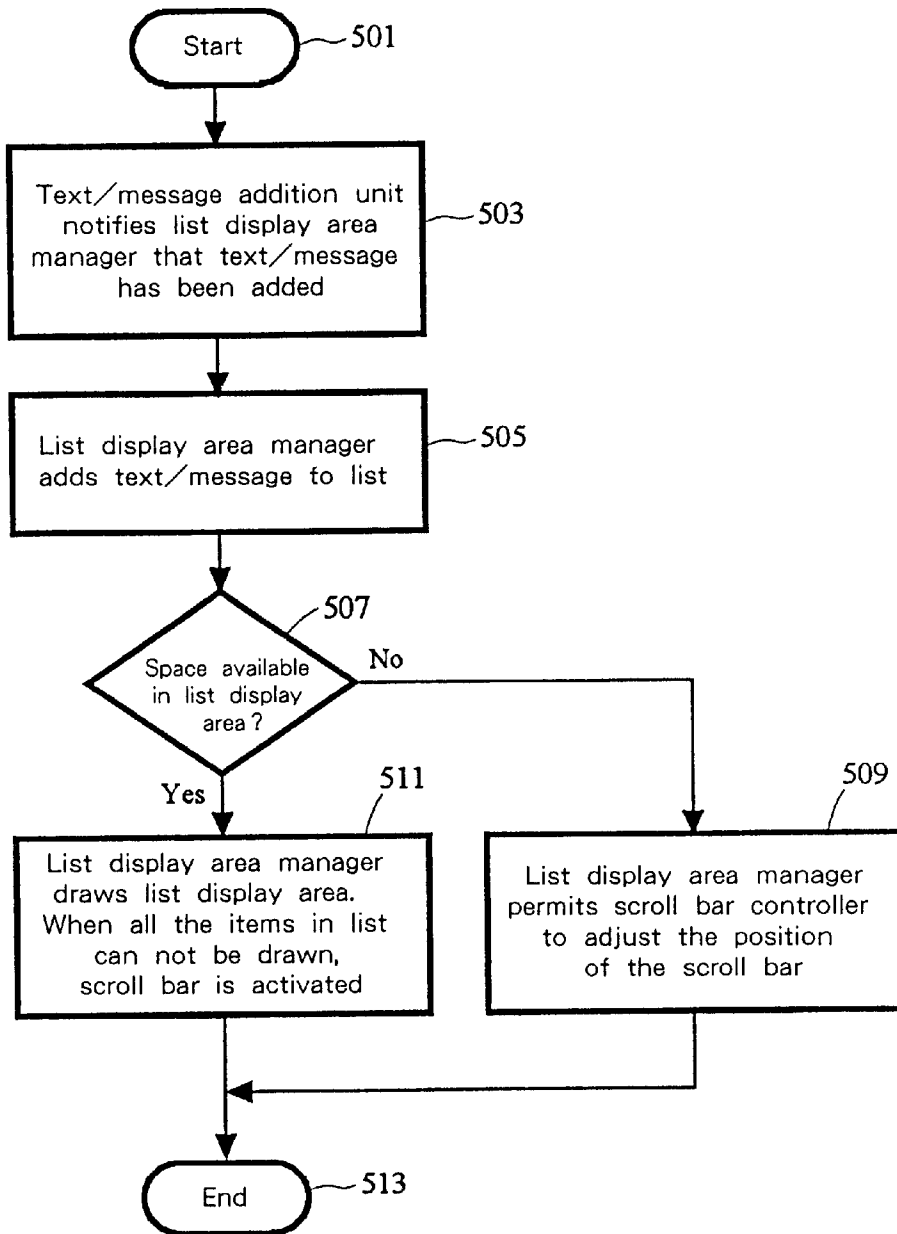 Start
501
Text/message addition unit
notifies list display area
manager that text/message
has been added
503
List display area manager
adds text/message to list
505
507
Space available
in list display
area?
No
Yes
511
List display area manager
draws list display area.
When all the items in list
can not be drawn,
scroll bar is activated
509
List display area manager
permits scroll bar controller
to adjust the position
of the scroll bar
End
513